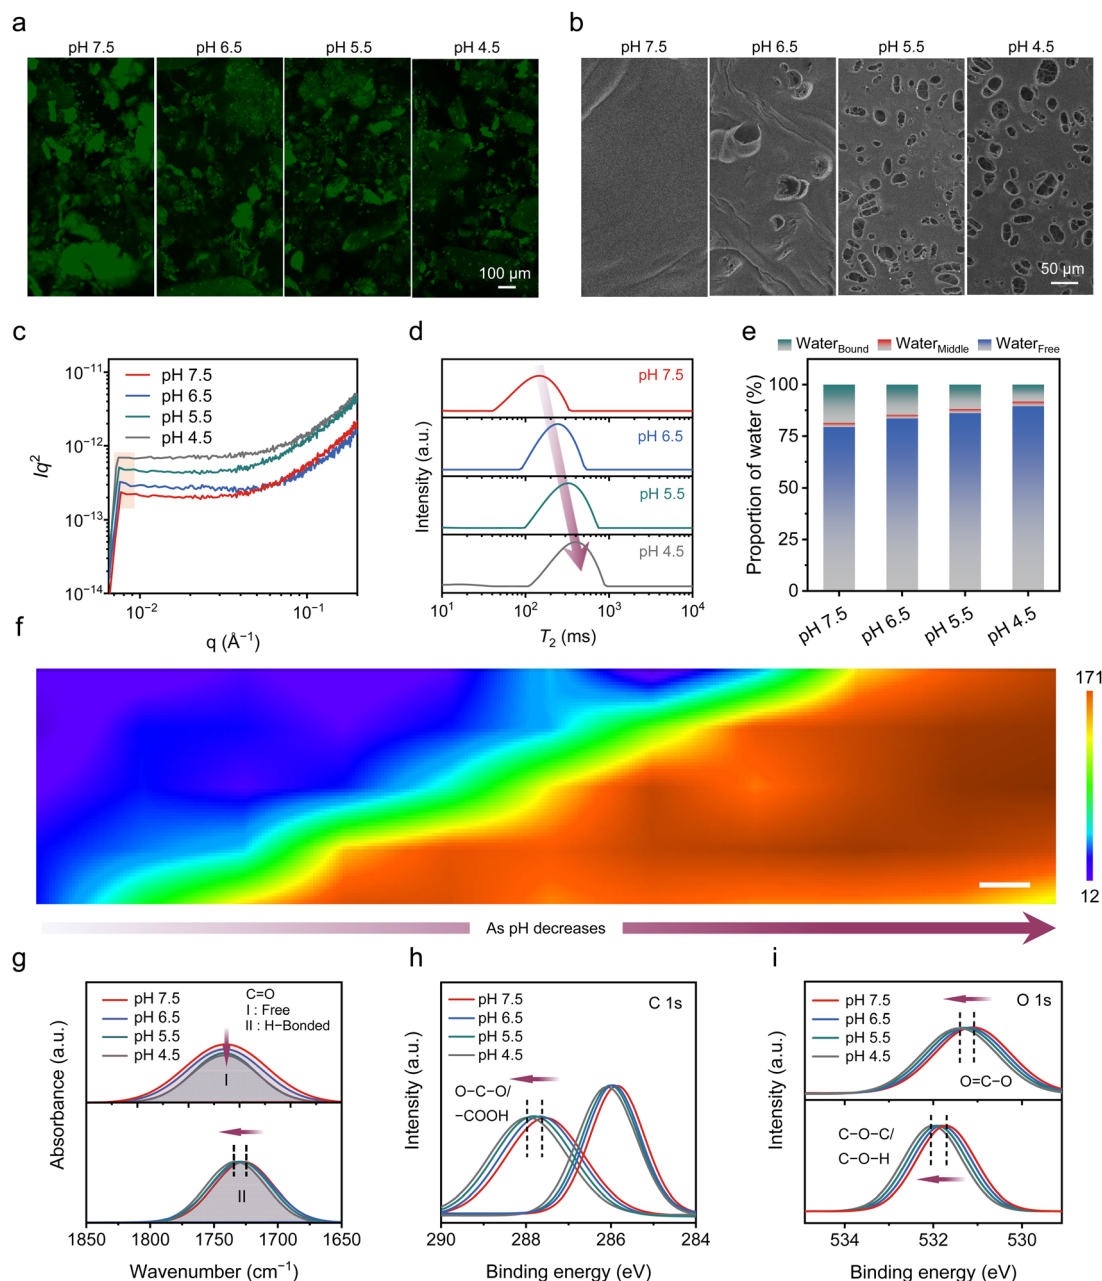 a
pH 7.5 pH 6.5 pH 5.5 pH 4.5
100 μm
b
pH 7.5 pH 6.5 pH 5.5 pH 4.5
50 μm
c
pH 7.5
pH 6.5
pH 5.5
pH 4.5
Iq²
10⁻¹¹
10⁻¹²
10⁻¹³
10⁻¹⁴
10⁻² 10⁻¹
q (Å⁻¹)
d
pH 7.5
pH 6.5
pH 5.5
pH 4.5
Intensity (a.u.)
10¹ 10² 10³ 10⁴
T₂ (ms)
e
Water_Bound Water_Middle Water_Free
Proportion of water (%)
100
75
50
25
0
pH 7.5 pH 6.5 pH 5.5 pH 4.5
f
171
12
As pH decreases
g
pH 7.5
pH 6.5
pH 5.5
pH 4.5
C=O
I : Free
II : H−Bonded
I
II
Absorbance (a.u.)
1850 1800 1750 1700 1650
Wavenumber (cm⁻¹)
h
pH 7.5
pH 6.5
pH 5.5
pH 4.5
C 1s
O−C−O/
−COOH
Intensity (a.u.)
290 288 286 284
Binding energy (eV)
i
pH 7.5
pH 6.5
pH 5.5
pH 4.5
O 1s
O=C−O
C−O−C/
C−O−H
Intensity (a.u.)
534 531 529
Binding energy (eV)